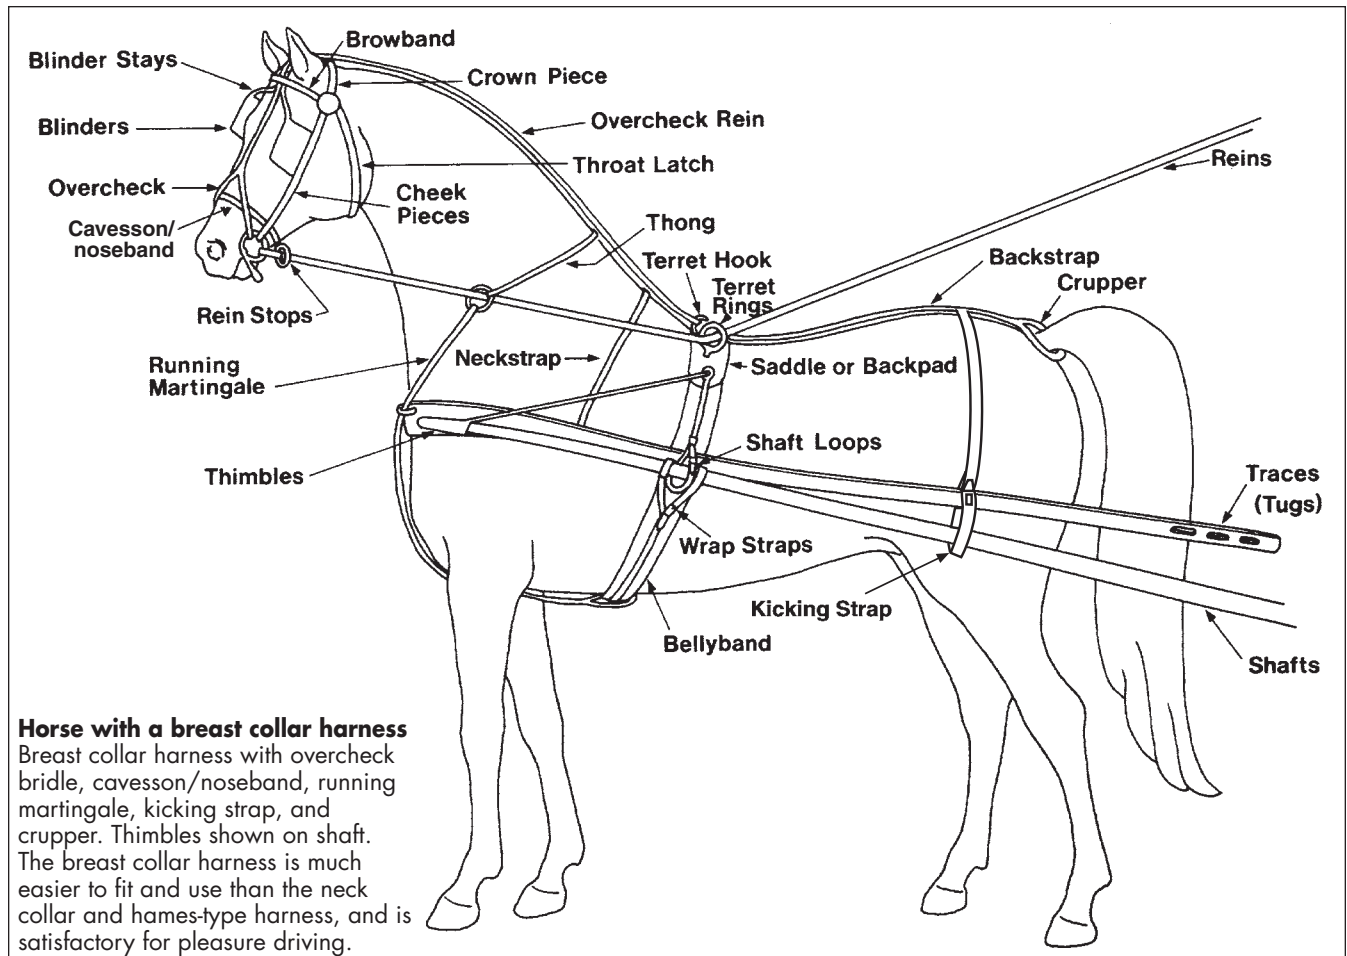 Browband
Blinder Stays
Crown Piece
Blinders
Overcheck Rein
Throat Latch
Reins
Overcheck
Cheek
Pieces
Cavesson/
noseband
Thong
Terret Hook
Terret
Rings
Backstrap
Crupper
Rein Stops
Running
Martingale
Neckstrap
Saddle or Backpad
Shaft Loops
Thimbles
Traces
(Tugs)
Wrap Straps
Kicking Strap
Bellyband
Shafts
Horse with a breast collar harness
Breast collar harness with overcheck
bridle, cavesson/noseband, running
martingale, kicking strap, and
crupper. Thimbles shown on shaft.
The breast collar harness is much
easier to fit and use than the neck
collar and hames-type harness, and is
satisfactory for pleasure driving.